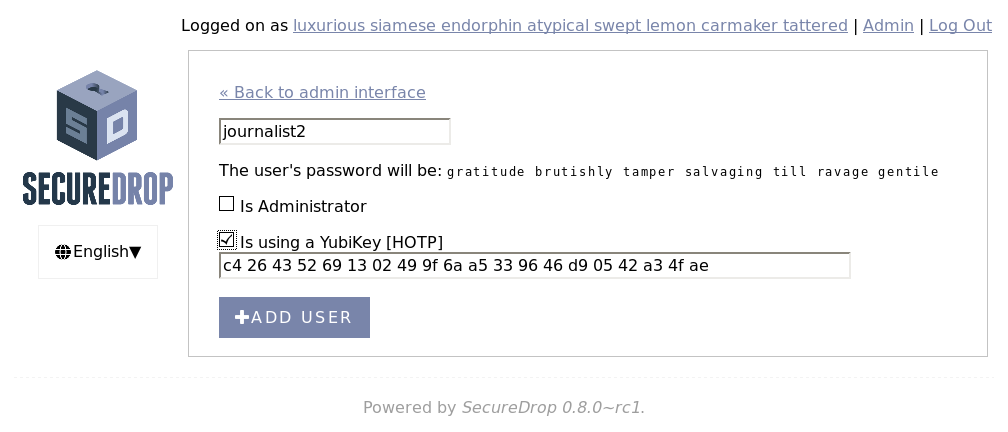 Logged on as luxurious siamese endorphin atypical swept lemon carmaker tattered | Admin | Log Out
« Back to admin interface
journalist2
The user's password will be: gratitude brutishly tamper salvaging till ravage gentile
Is Administrator
Is using a YubiKey [HOTP]
c4 26 43 52 69 13 02 49 9f 6a a5 33 96 46 d9 05 42 a3 4f ae
ADD USER
S D
SECUREDROP
English▼
Powered by SecureDrop 0.8.0~rc1.